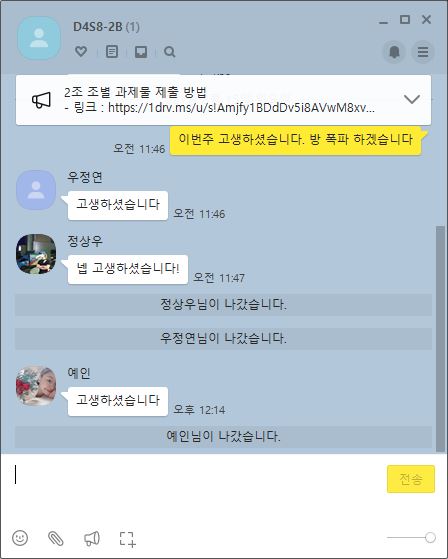 D4S8-2B (1)
2조 조별 과제물 제출 방법
- 링크 : https://1drv.ms/u/s!Amjfy1BDdDv5i8AVwM8xv...
이번주 고생하셨습니다. 방 폭파 하겠습니다
오전 11:46
우정연
고생하셨습니다
오전 11:46
정상우
넵 고생하셨습니다!
오전 11:47
정상우님이 나갔습니다.
우정연님이 나갔습니다.
예인
고생하셨습니다
오후 12:14
예인님이 나갔습니다.
전송